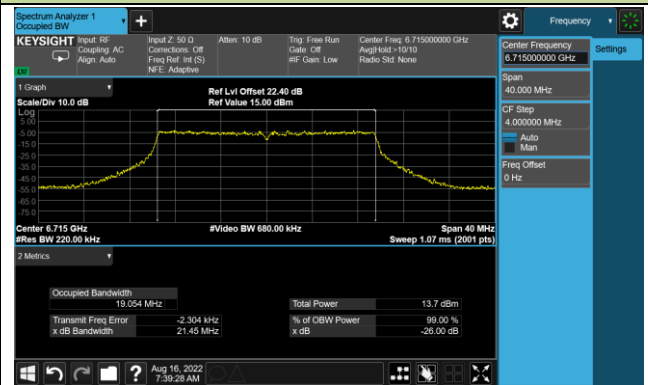 Spectrum Analyzer 1
Occupied BW
+
Frequency
KEYSIGHT
Input: RF
Coupling: AC
Align: Auto
Input Z: 50 Ω
Corrections: Off
Freq Ref: Int (S)
NFE: Adaptive
Atten: 10 dB
Trig: Free Run
Gate: Off
#IF Gain: Low
Center Freq: 6.715000000 GHz
Avg|Hold:>10/10
Radio Std: None
Center Frequency
6.715000000 GHz
Settings
Span
40.000 MHz
CF Step
4.000000 MHz
Auto
Man
Freq Offset
0 Hz
1 Graph
Scale/Div 10.0 dB
Ref Lvl Offset 22.40 dB
Ref Value 15.00 dBm
Log
5.00
-5.00
-15.0
-25.0
-35.0
-45.0
-55.0
-65.0
-75.0
Center 6.715 GHz
#Video BW 680.00 kHz
Span 40 MHz
#Res BW 220.00 kHz
Sweep 1.07 ms (2001 pts)
2 Metrics
Occupied Bandwidth
19.054 MHz
Total Power 13.7 dBm
Transmit Freq Error -2.304 kHz
% of OBW Power 99.00 %
x dB Bandwidth 21.45 MHz
x dB -26.00 dB
?
Aug 16, 2022
7:39:28 AM